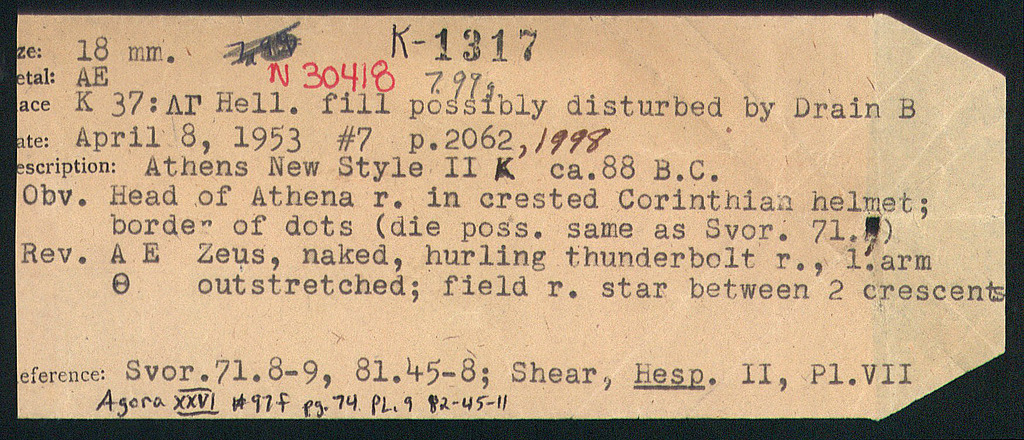 ze: 18 mm. K-1317
N 30418 7.97g
etal: AE
ace K 37:ΛΓ Hell. fill possibly disturbed by Drain B
ate: April 8, 1953 #7 p.2062, 1998
escription: Athens New Style II K ca.88 B.C.
Obv. Head of Athena r. in crested Corinthian helmet;
border of dots (die poss. same as Svor. 71. )
Rev. A E Zeus, naked, hurling thunderbolt r., l.arm
Θ outstretched; field r. star between 2 crescents
eference: Svor.71.8-9, 81.45-8; Shear, Hesp. II, Pl.VII
Agora XXVI #97f pg. 74. PL. 9 82-45-11